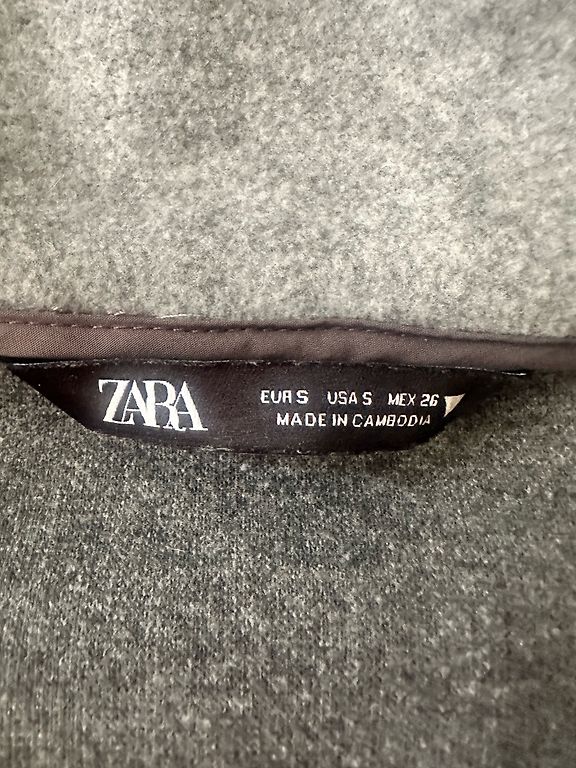 ZARA
EUR S USA S MEX 26
MADE IN CAMBODIA